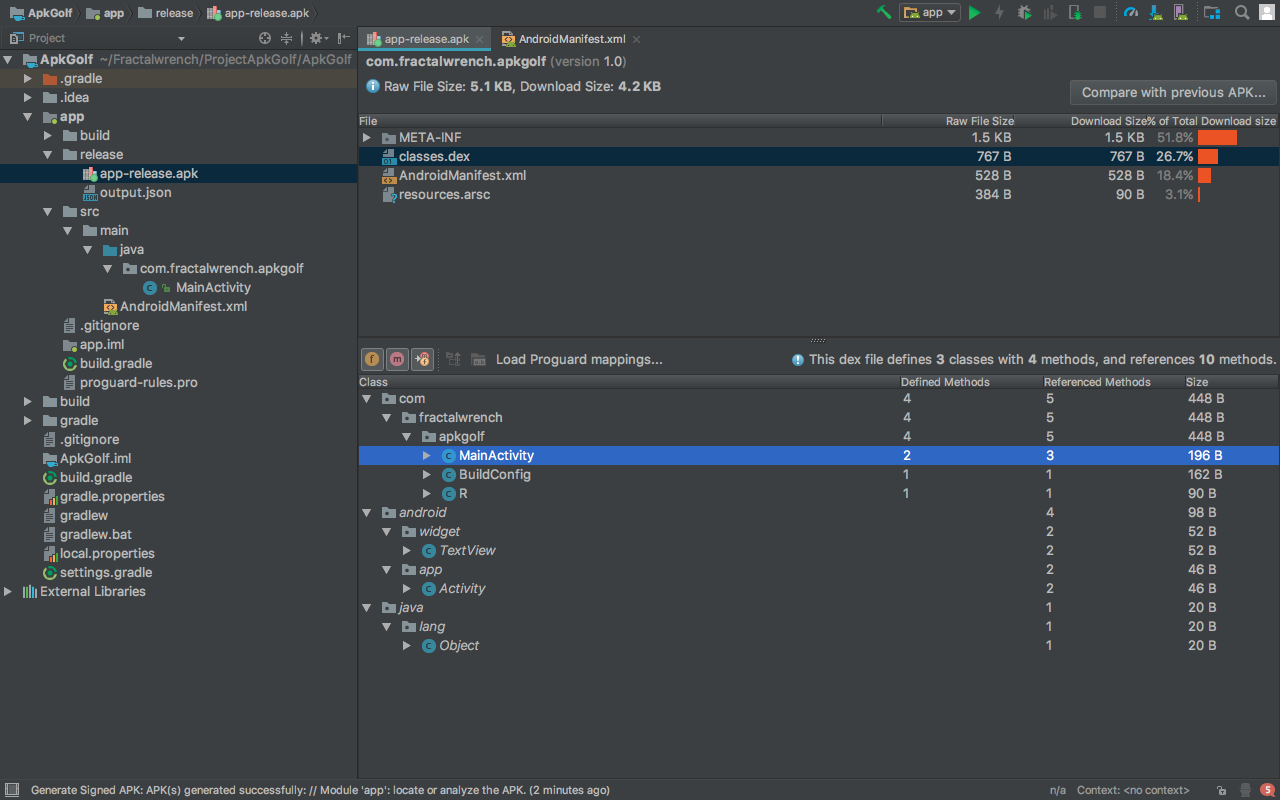 ApkGolf app release app-release.apk app
Project
ApkGolf ~/Fractalwrench/ProjectApkGolf/ApkGolf
.gradle
.idea
app
build
release
app-release.apk
output.json
src
main
java
com.fractalwrench.apkgolf
MainActivity
AndroidManifest.xml
.gitignore
app.iml
build.gradle
proguard-rules.pro
build
gradle
.gitignore
ApkGolf.iml
build.gradle
gradle.properties
gradlew
gradlew.bat
local.properties
settings.gradle
External Libraries
app-release.apk AndroidManifest.xml
com.fractalwrench.apkgolf (version 1.0)
Raw File Size: 5.1 KB, Download Size: 4.2 KB
Compare with previous APK...
File Raw File Size Download Size % of Total Download size
META-INF 1.5 KB 1.5 KB 51.8%
classes.dex 767 B 767 B 26.7%
AndroidManifest.xml 528 B 528 B 18.4%
resources.arsc 384 B 90 B 3.1%
Load Proguard mappings... This dex file defines 3 classes with 4 methods, and references 10 methods.
Class Defined Methods Referenced Methods Size
com 4 5 448 B
fractalwrench 4 5 448 B
apkgolf 4 5 448 B
MainActivity 2 3 196 B
BuildConfig 1 1 162 B
R 1 1 90 B
android 4 98 B
widget 2 52 B
TextView 2 52 B
app 2 46 B
Activity 2 46 B
java 1 20 B
lang 1 20 B
Object 1 20 B
Generate Signed APK: APK(s) generated successfully: // Module 'app': locate or analyze the APK. (2 minutes ago) n/a Context: <no context> 5